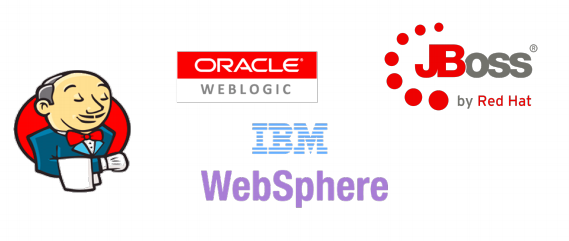 ORACLE®
WEBLOGIC
JBoss®
by Red Hat
IBM
WebSphere